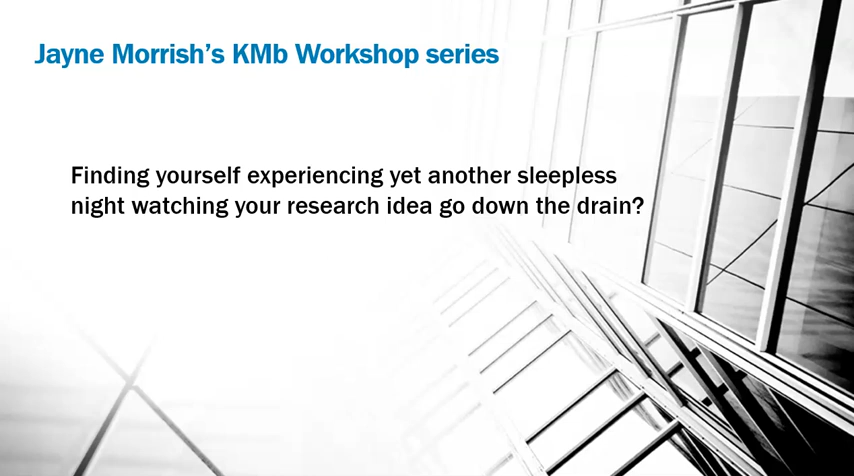 Jayne Morrish’s KMb Workshop series
Finding yourself experiencing yet another sleepless
night watching your research idea go down the drain?